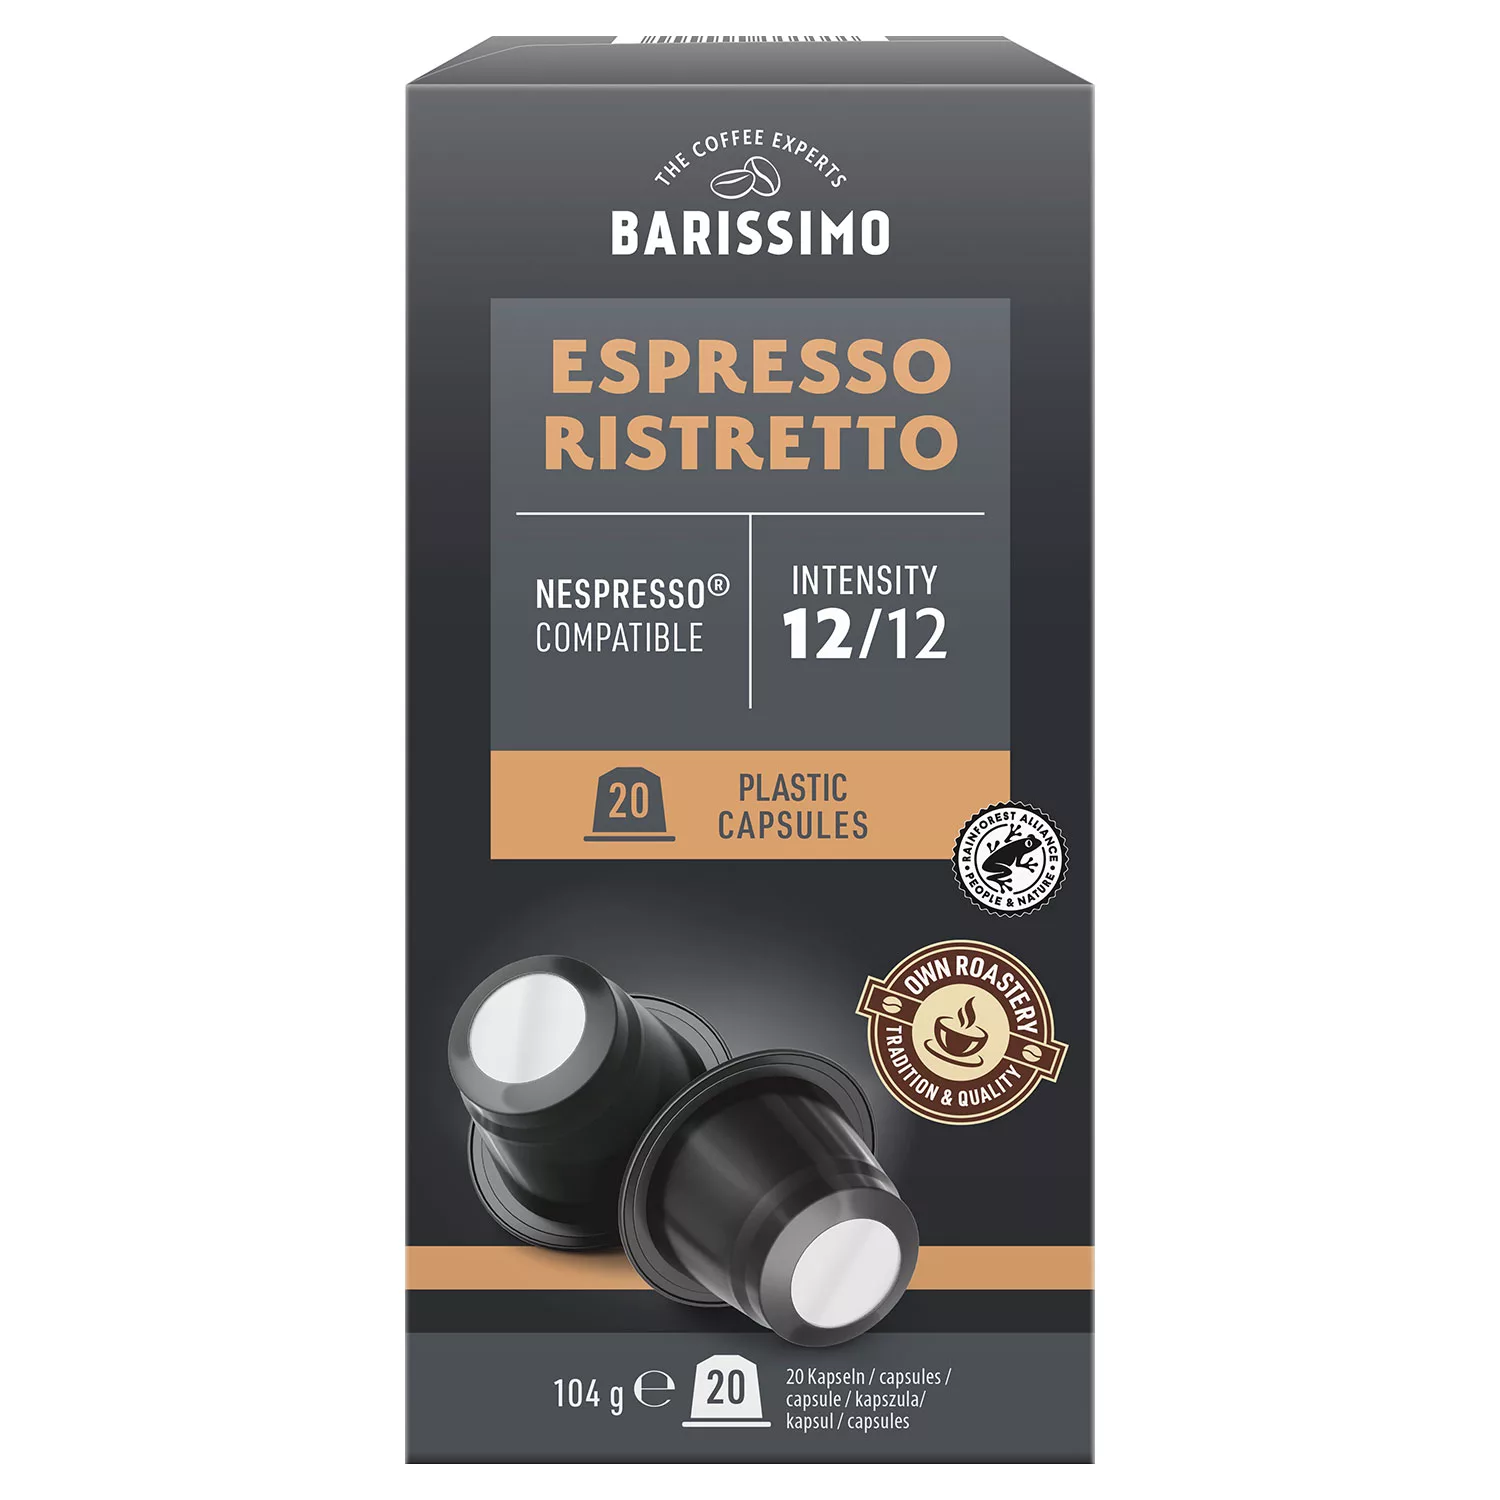 THE COFFEE EXPERTS
BARISSIMO
ESPRESSO
RISTRETTO
NESPRESSO®
COMPATIBLE
INTENSITY
12/12
20
PLASTIC
CAPSULES
RAINFOREST ALLIANCE
• PEOPLE & NATURE •
OWN ROASTERY
TRADITION & QUALITY
104 g ℮
20
20 Kapseln / capsules /
capsule / kapszula/
kapsul / capsules